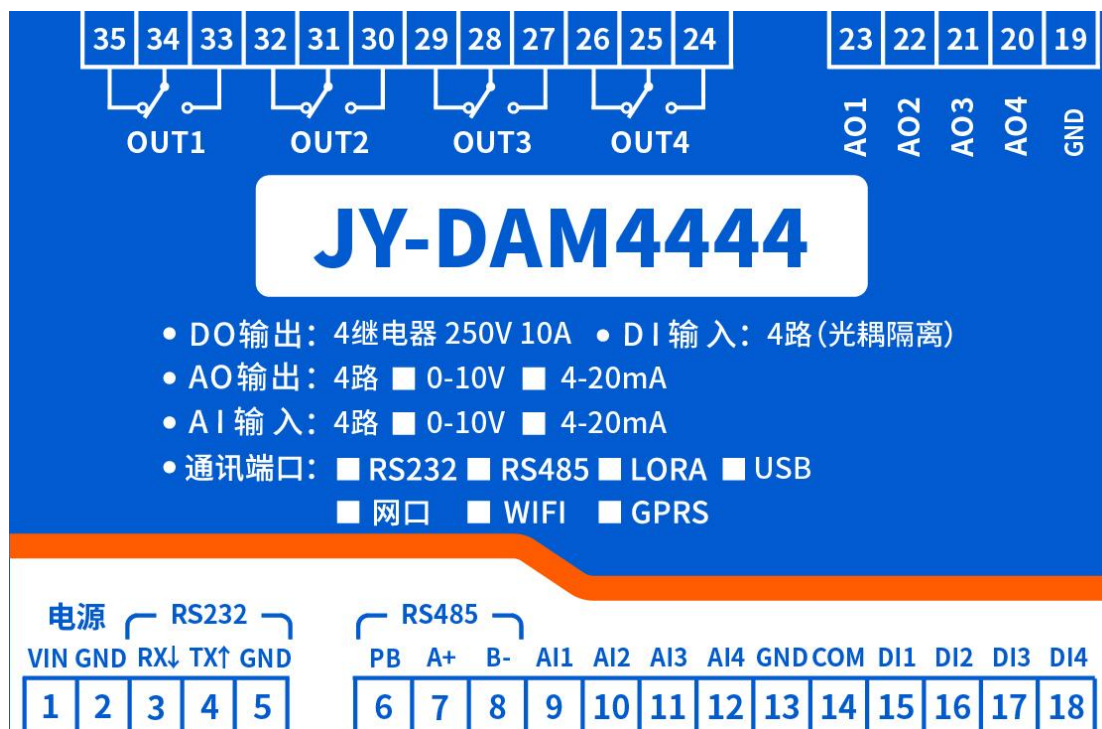 35 34 33 32 31 30 29 28 27 26 25 24 23 22 21 20 19
OUT1 OUT2 OUT3 OUT4 AO1 AO2 AO3 AO4 GND
JY-DAM4444
• DO输出：4继电器 250V 10A • DI输入：4路(光耦隔离)
• AO输出：4路 ■ 0-10V ■ 4-20mA
• AI输入：4路 ■ 0-10V ■ 4-20mA
• 通讯端口：■ RS232 ■ RS485 ■ LORA ■ USB
■ 网口 ■ WIFI ■ GPRS
电源 RS232 RS485
VIN GND RX↓ TX↑ GND PB A+ B- AI1 AI2 AI3 AI4 GND COM DI1 DI2 DI3 DI4
1 2 3 4 5 6 7 8 9 10 11 12 13 14 15 16 17 18